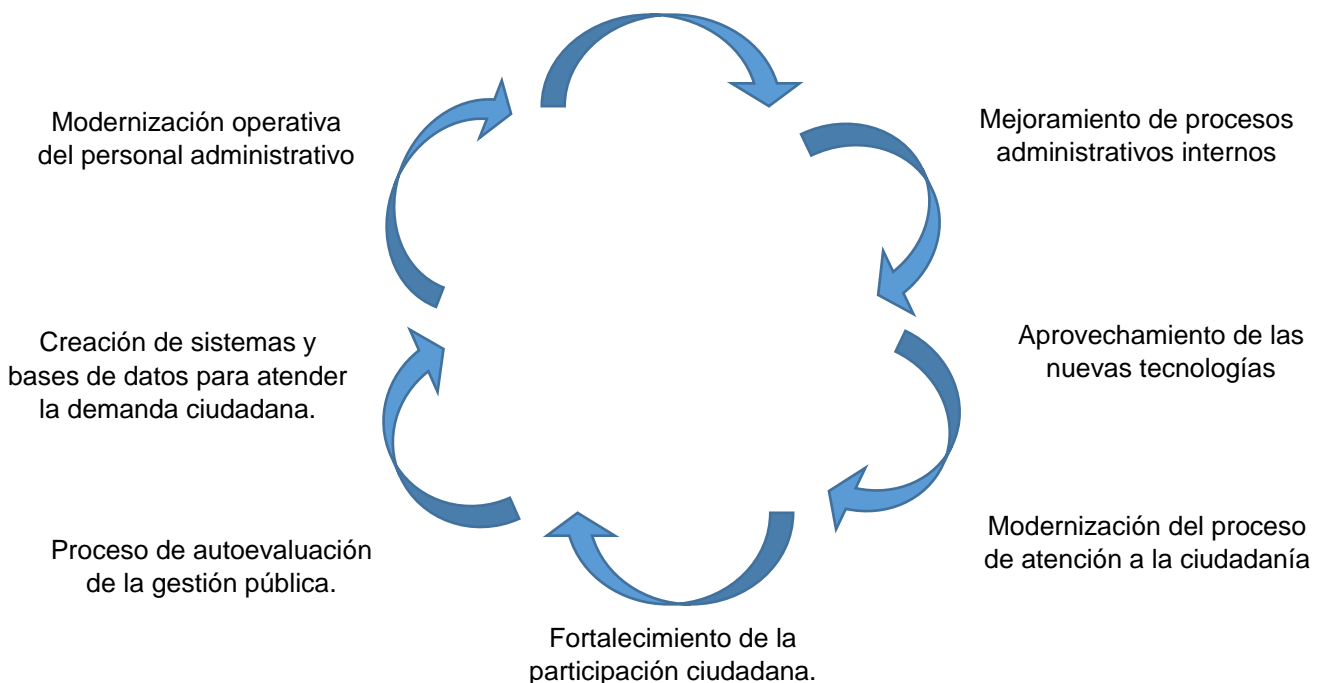 Modernización operativa
del personal administrativo
Mejoramiento de procesos
administrativos internos
Creación de sistemas y
bases de datos para atender
la demanda ciudadana.
Aprovechamiento de las
nuevas tecnologías
Proceso de autoevaluación
de la gestión pública.
Modernización del proceso
de atención a la ciudadanía
Fortalecimiento de la
participación ciudadana.